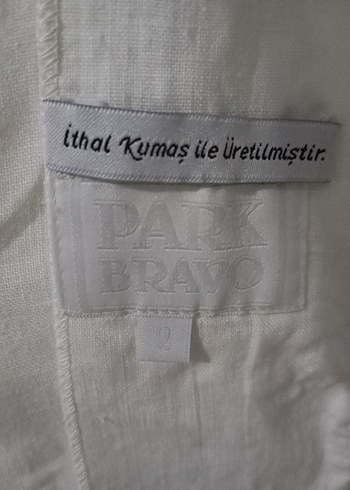 İthal Kumaş ile Üretilmiştir.
PARK
BRAVO
2